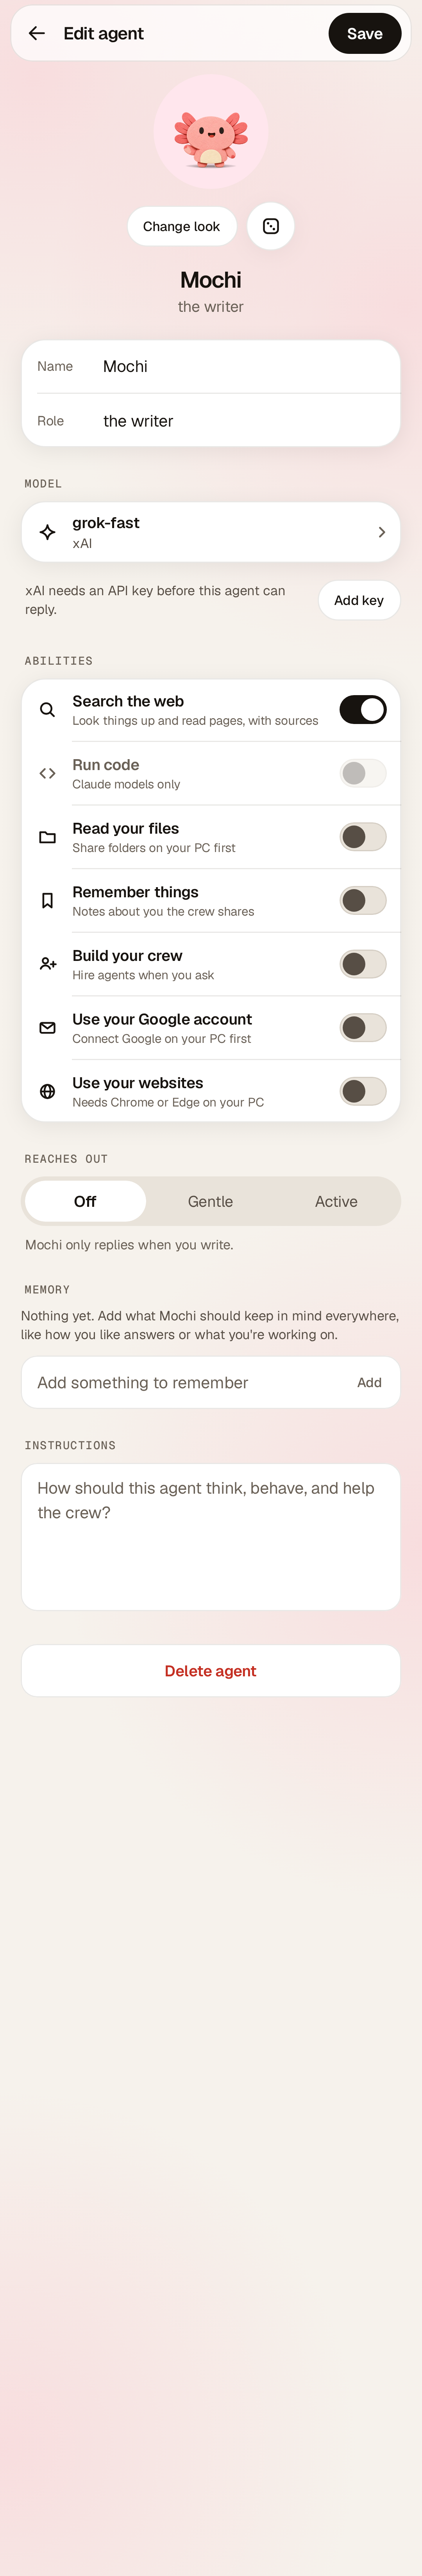 Edit agent
Save
Change look
Mochi
the writer
Name Mochi
Role the writer
MODEL
grok-fast
xAI
xAI needs an API key before this agent can
reply.
Add key
ABILITIES
Search the web
Look things up and read pages, with sources
Run code
Claude models only
Read your files
Share folders on your PC first
Remember things
Notes about you the crew shares
Build your crew
Hire agents when you ask
Use your Google account
Connect Google on your PC first
Use your websites
Needs Chrome or Edge on your PC
REACHES OUT
Off Gentle Active
Mochi only replies when you write.
MEMORY
Nothing yet. Add what Mochi should keep in mind everywhere,
like how you like answers or what you're working on.
Add something to remember Add
INSTRUCTIONS
How should this agent think, behave, and help
the crew?
Delete agent